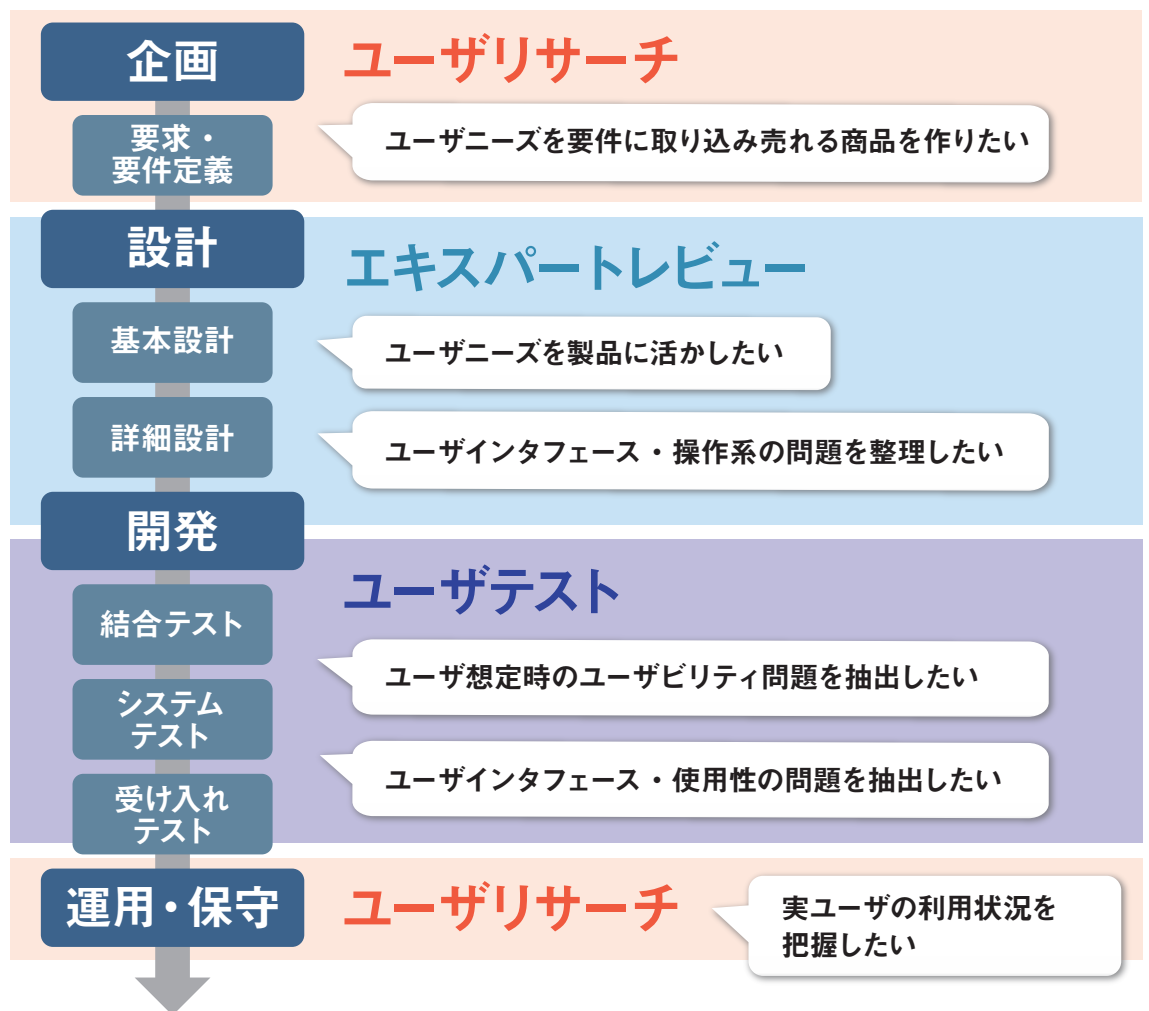 企画
ユーザリサーチ
要求・
要件定義
ユーザニーズを要件に取り込み売れる商品を作りたい
設計
エキスパートレビュー
基本設計
ユーザニーズを製品に活かしたい
詳細設計
ユーザインタフェース・操作系の問題を整理したい
開発
ユーザテスト
結合テスト
ユーザ想定時のユーザビリティ問題を抽出したい
システム
テスト
ユーザインタフェース・使用性の問題を抽出したい
受け入れ
テスト
運用・保守
ユーザリサーチ
実ユーザの利用状況を
把握したい